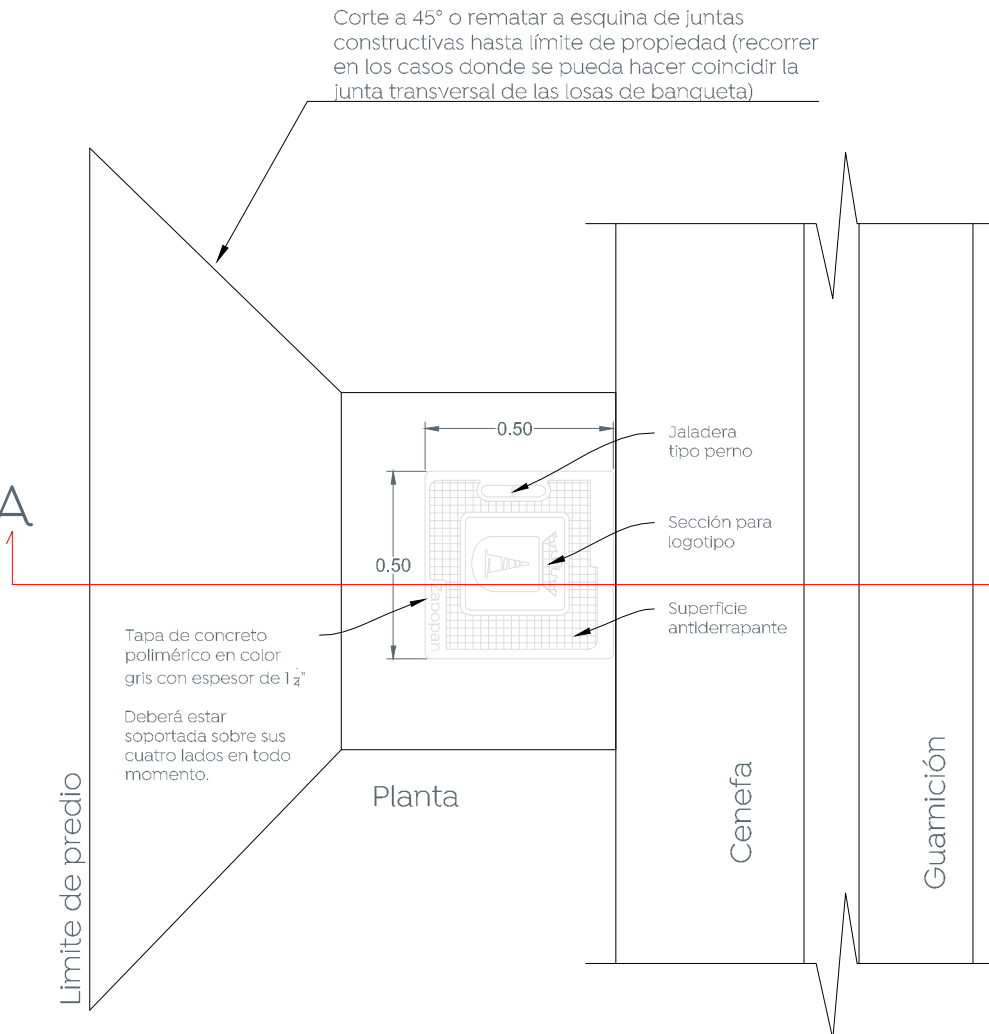 Corte a 45° o rematar a esquina de juntas
constructivas hasta límite de propiedad (recorrer
en los casos donde se pueda hacer coincidir la
junta transversal de las losas de banqueta)
0.50
Jaladera
tipo perno
A
0.50
Sección para
logotipo
Zapopan
Superficie
antiderrapante
Tapa de concreto
polimérico en color
gris con espesor de 1 1/4"
Deberá estar
soportada sobre sus
cuatro lados en todo
momento.
Planta
Limite de predio
Cenefa
Guarnición